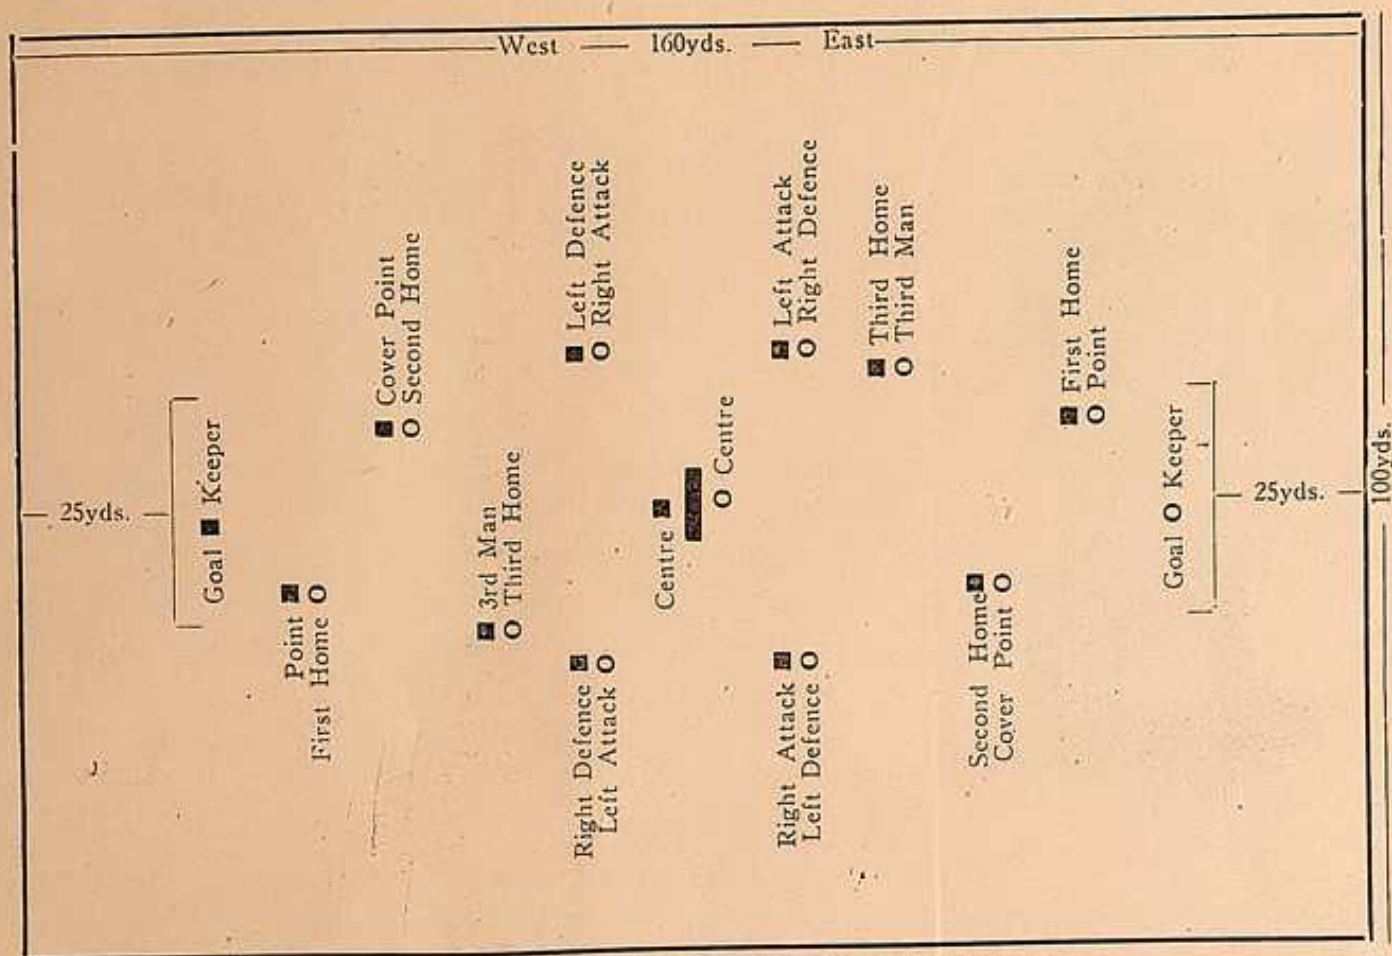 West — 160yds. — East
25yds.
Goal ■ Keeper
Point ■
First Home O
■ Cover Point
O Second Home
■ 3rd Man
O Third Home
■ Left Defence
O Right Attack
Right Defence ■
Left Attack O
Centre ■
O Centre
■ Left Attack
O Right Defence
Right Attack ■
Left Defence O
■ Third Home
O Third Man
Second Home ■
Cover Point O
■ First Home
O Point
Goal O Keeper
25yds.
100yds.